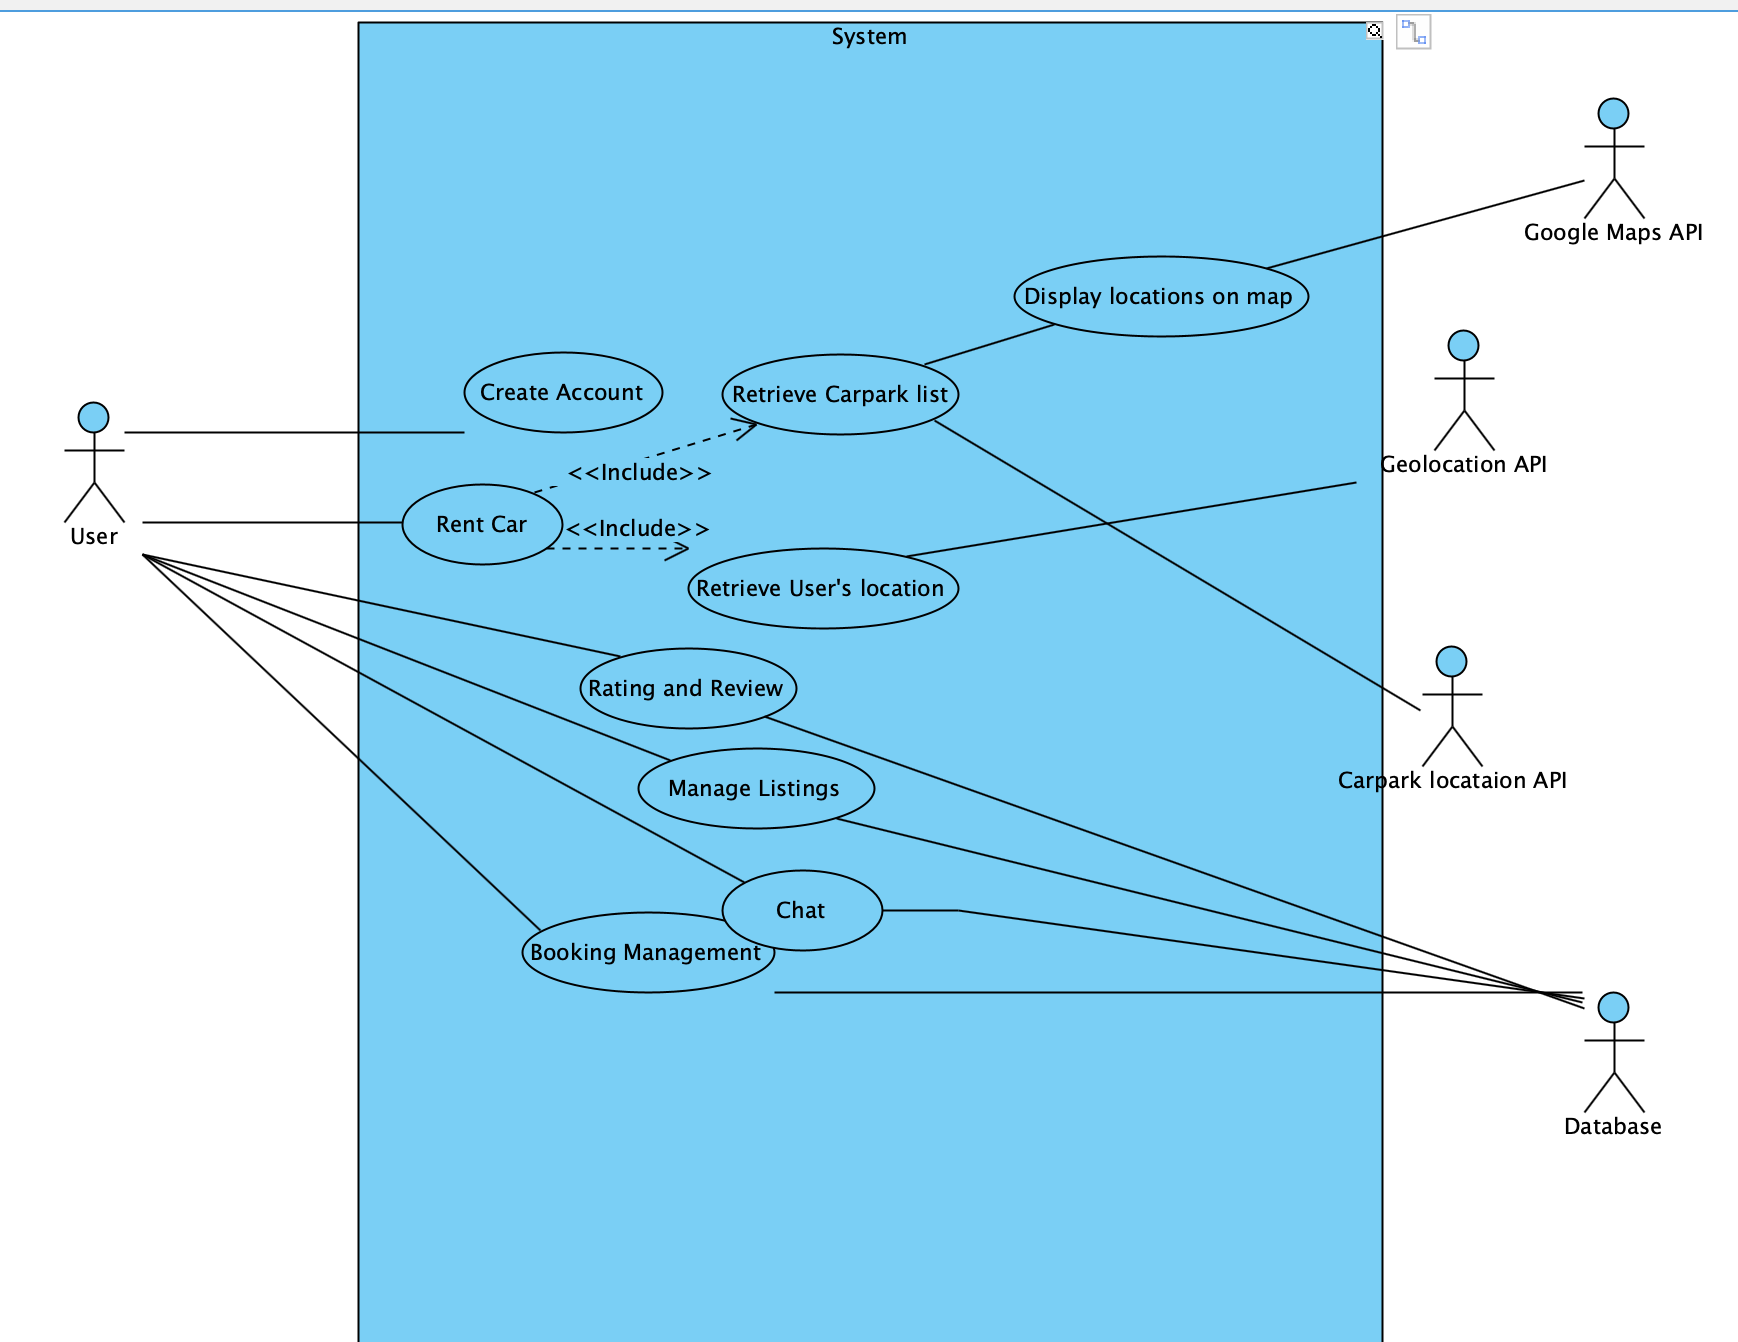 System
Google Maps API
Display locations on map
Create Account
Retrieve Carpark list
Geolocation API
<<Include>>
Rent Car
<<Include>>
User
Retrieve User's location
Rating and Review
Manage Listings
Carpark locataion API
Chat
Booking Management
Database